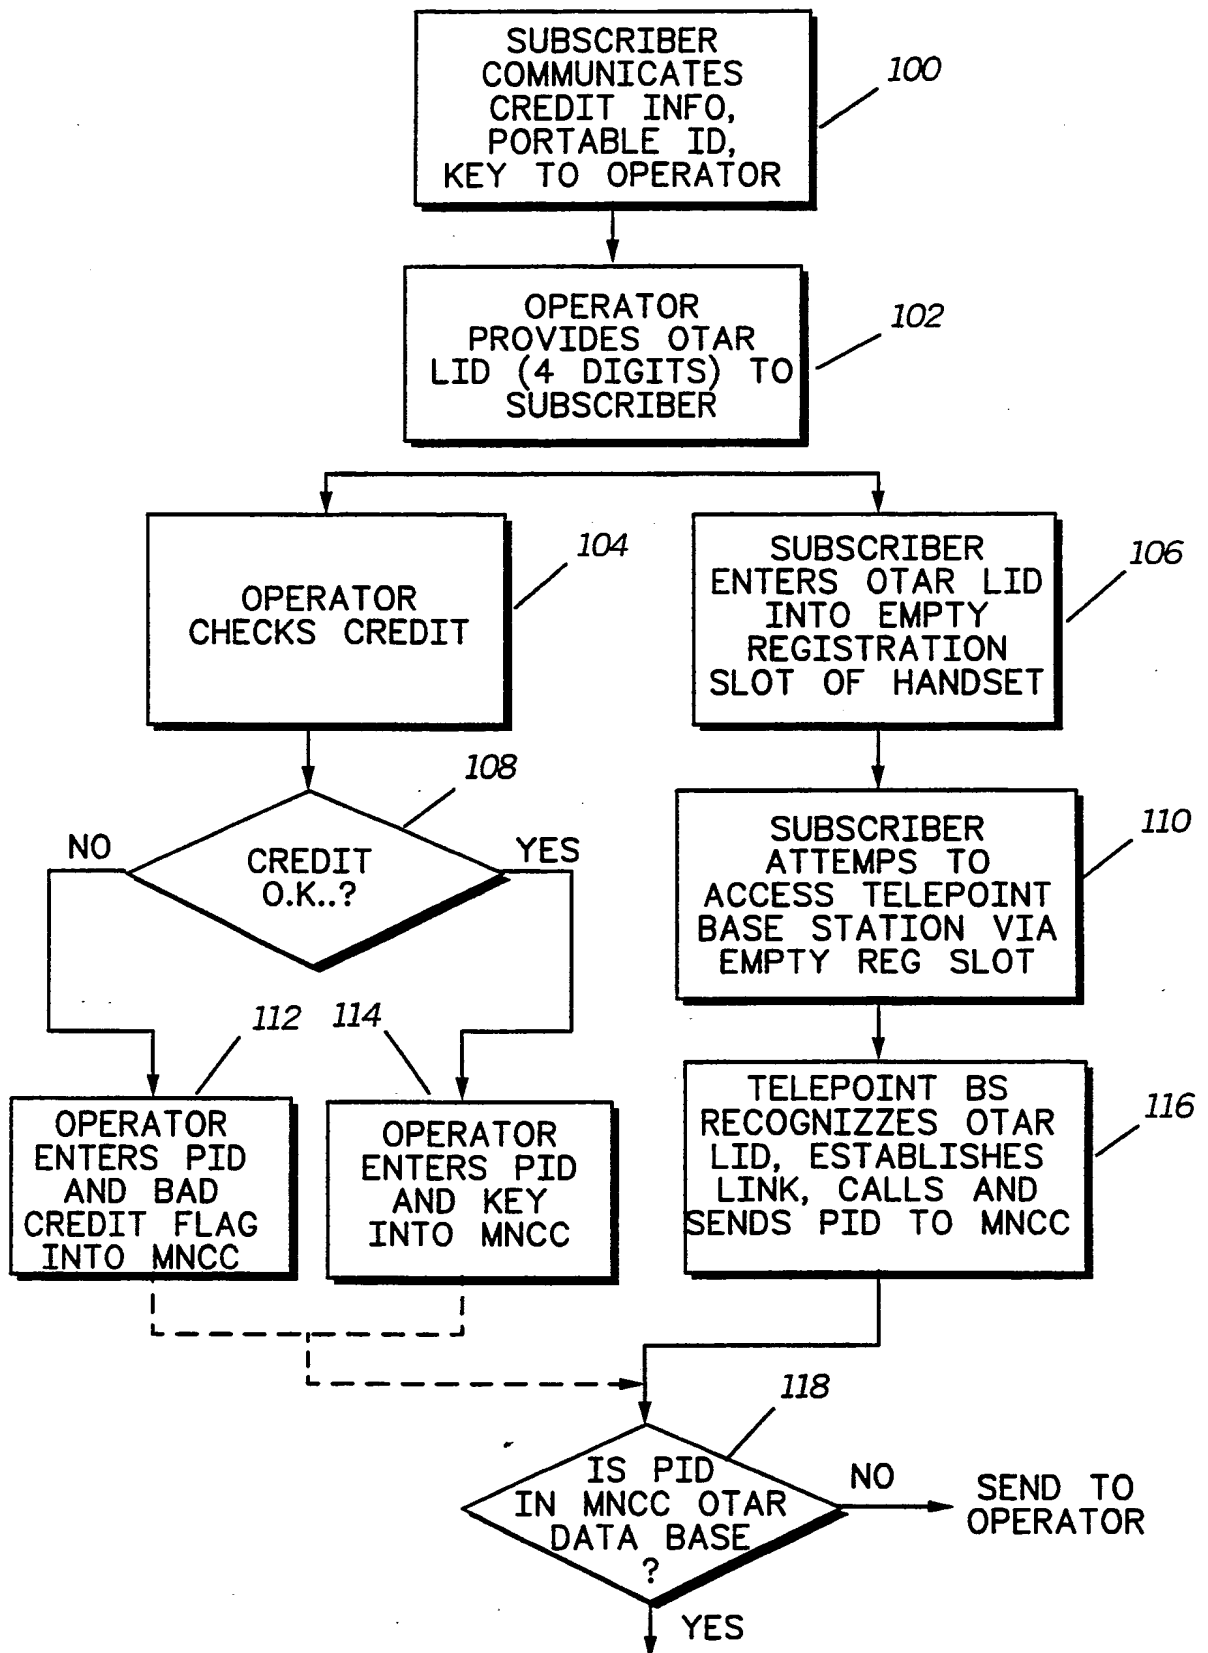 SUBSCRIBER
COMMUNICATES
CREDIT INFO,
PORTABLE ID,
KEY TO OPERATOR
100
OPERATOR
PROVIDES OTAR
LID (4 DIGITS) TO
SUBSCRIBER
102
OPERATOR
CHECKS CREDIT
104
SUBSCRIBER
ENTERS OTAR LID
INTO EMPTY
REGISTRATION
SLOT OF HANDSET
106
CREDIT
O.K..?
108
NO
YES
SUBSCRIBER
ATTEMPS TO
ACCESS TELEPOINT
BASE STATION VIA
EMPTY REG SLOT
110
OPERATOR
ENTERS PID
AND BAD
CREDIT FLAG
INTO MNCC
112
OPERATOR
ENTERS PID
AND KEY
INTO MNCC
114
TELEPOINT BS
RECOGNIZZES OTAR
LID, ESTABLISHES
LINK, CALLS AND
SENDS PID TO MNCC
116
IS PID
IN MNCC OTAR
DATA BASE
?
118
NO
SEND TO
OPERATOR
YES